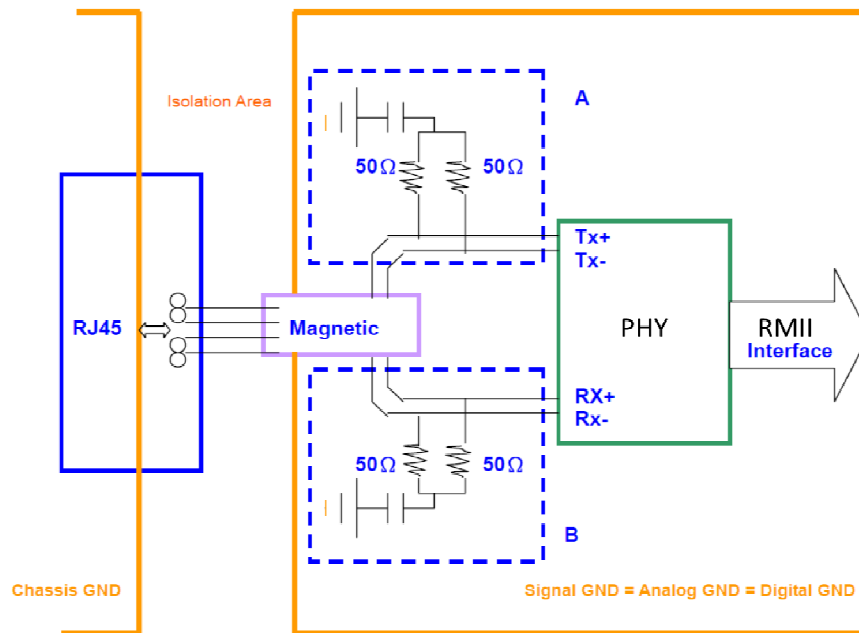 Isolation Area
A
50Ω 50Ω
Tx+
Tx-
RJ45
Magnetic
PHY
RMII
Interface
RX+
Rx-
50Ω 50Ω
B
Chassis GND
Signal GND = Analog GND = Digital GND